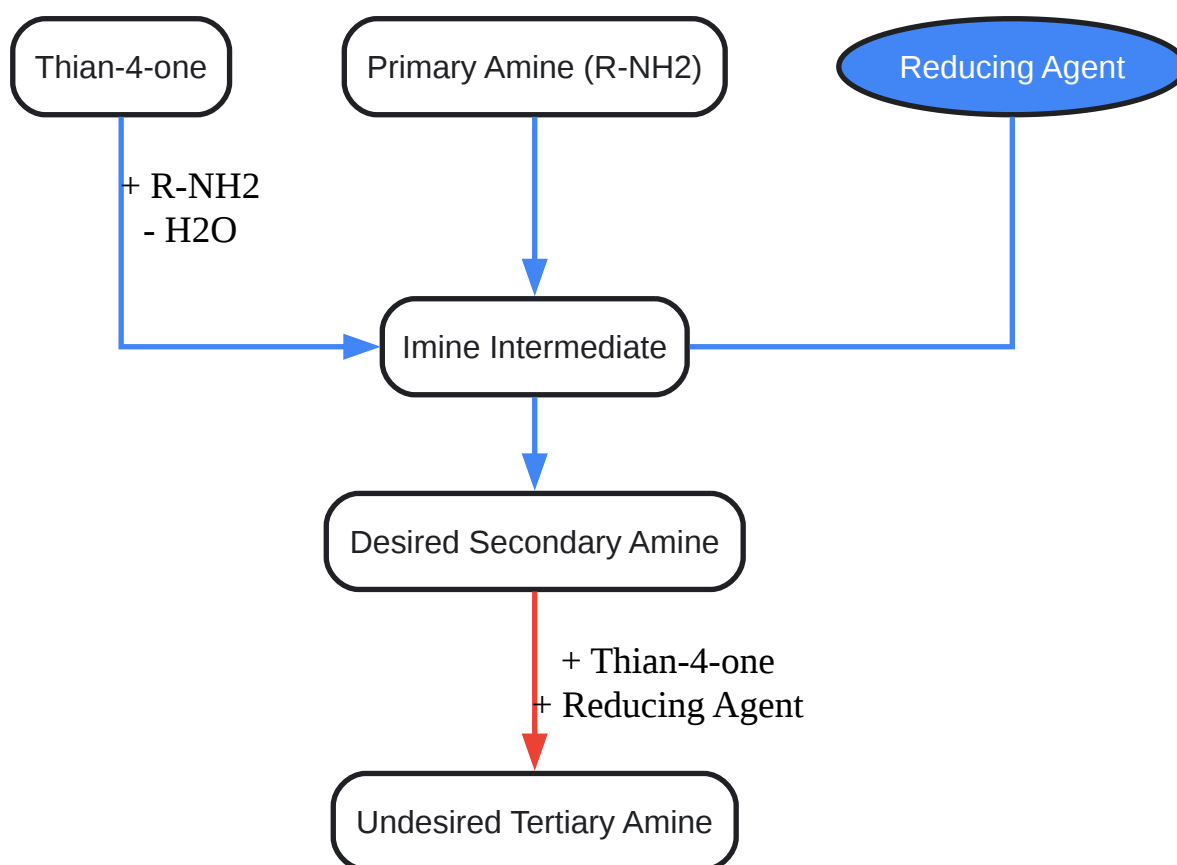 Thian-4-one
Primary Amine (R-NH2)
Reducing Agent
+ R-NH2
- H2O
Imine Intermediate
Desired Secondary Amine
+ Thian-4-one
+ Reducing Agent
Undesired Tertiary Amine